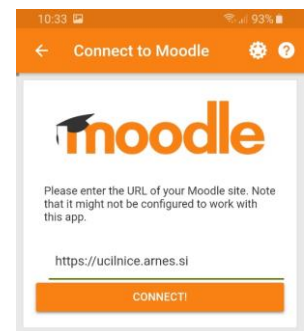 10:33 93%
Connect to Moodle
moodle
Please enter the URL of your Moodle site. Note
that it might not be configured to work with
this app.
https://ucilnice.arnes.si
CONNECT!